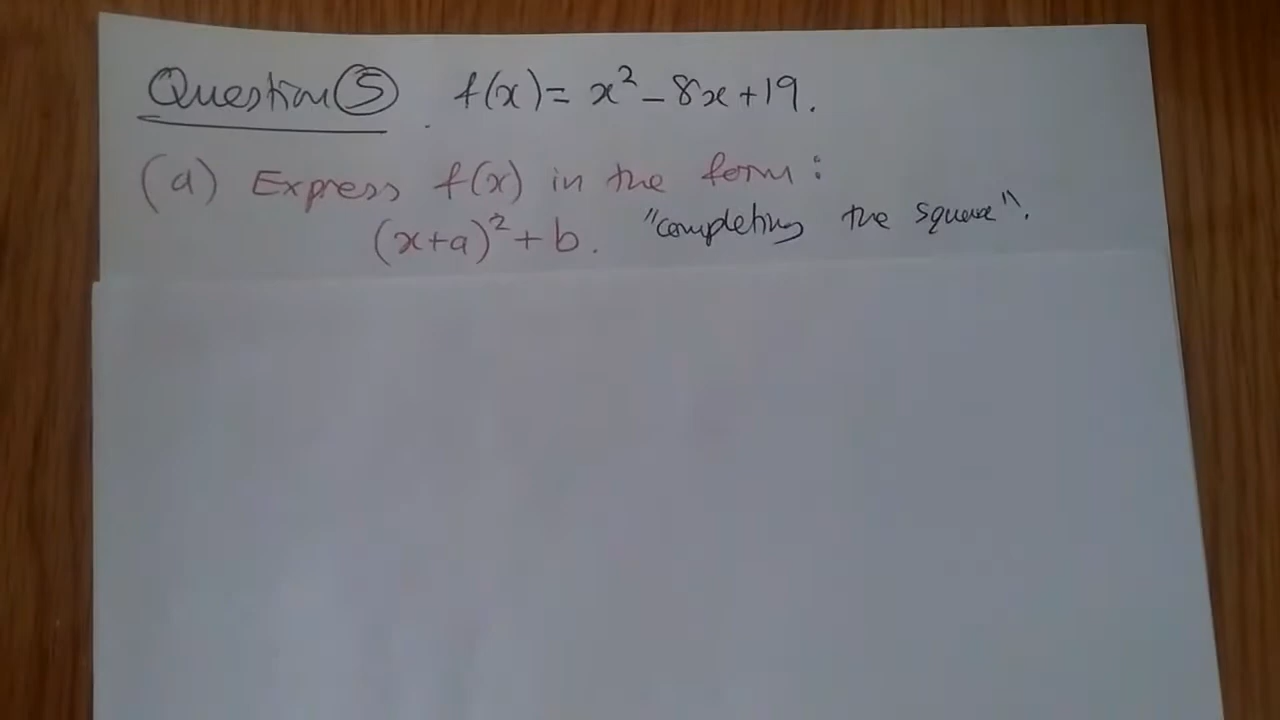 Question 5 f(x) = x² - 8x + 19.
(a) Express f(x) in the form:
(x+a)² + b. "completing the square".